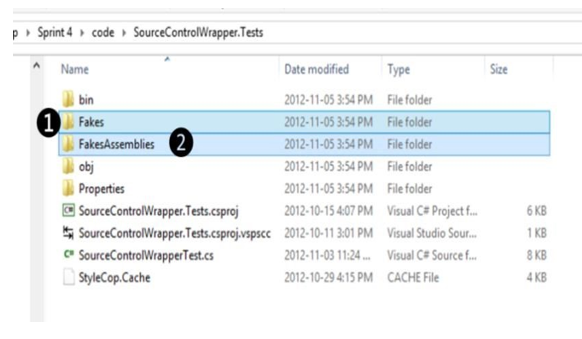 p › Sprint 4 › code › SourceControlWrapper.Tests
Name Date modified Type Size
bin 2012-11-05 3:54 PM File folder
1 Fakes 2012-11-05 3:54 PM File folder
FakesAssemblies 2 2012-11-05 3:54 PM File folder
obj 2012-11-05 3:54 PM File folder
Properties 2012-11-05 3:54 PM File folder
SourceControlWrapper.Tests.csproj 2012-10-15 4:07 PM Visual C# Project f... 6 KB
SourceControlWrapper.Tests.csproj.vspscc 2012-10-11 3:01 PM Visual Studio Sour... 1 KB
SourceControlWrapperTest.cs 2012-11-03 11:24 ... Visual C# Source f... 8 KB
StyleCop.Cache 2012-10-29 4:15 PM CACHE File 4 KB